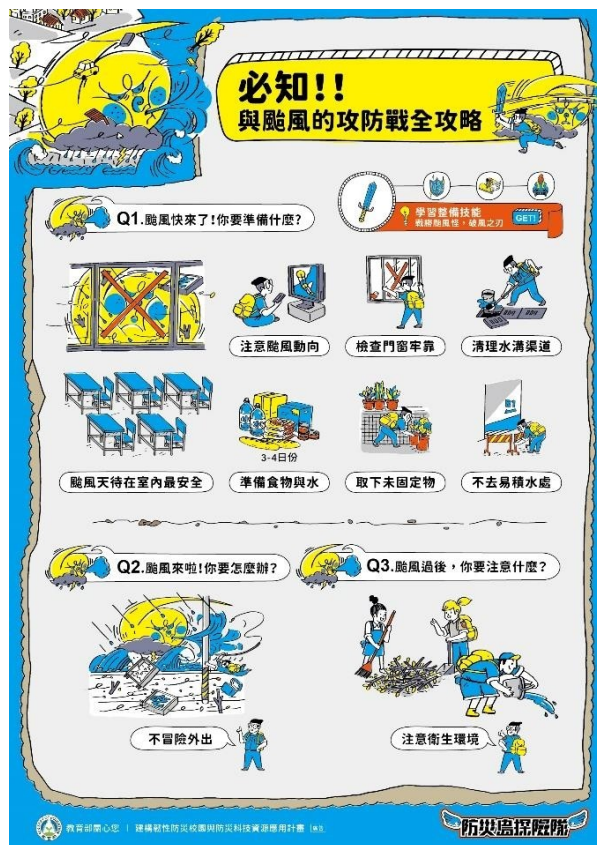 必知!!
與颱風的攻防戰全攻略
Q1.颱風快來了!你要準備什麼?
學習整備技能
戰勝颱風怪,破風之刃
GET!
注意颱風動向
檢查門窗牢靠
清理水溝渠道
3-4日份
颱風天待在室內最安全
準備食物與水
取下未固定物
不去易積水處
Q2.颱風來啦!你要怎麼辦?
Q3.颱風過後,你要注意什麼?
不冒險外出
注意衛生環境
教育部關心您 | 建構韌性防災校園與防災科技資源應用計畫
防災島探險隊